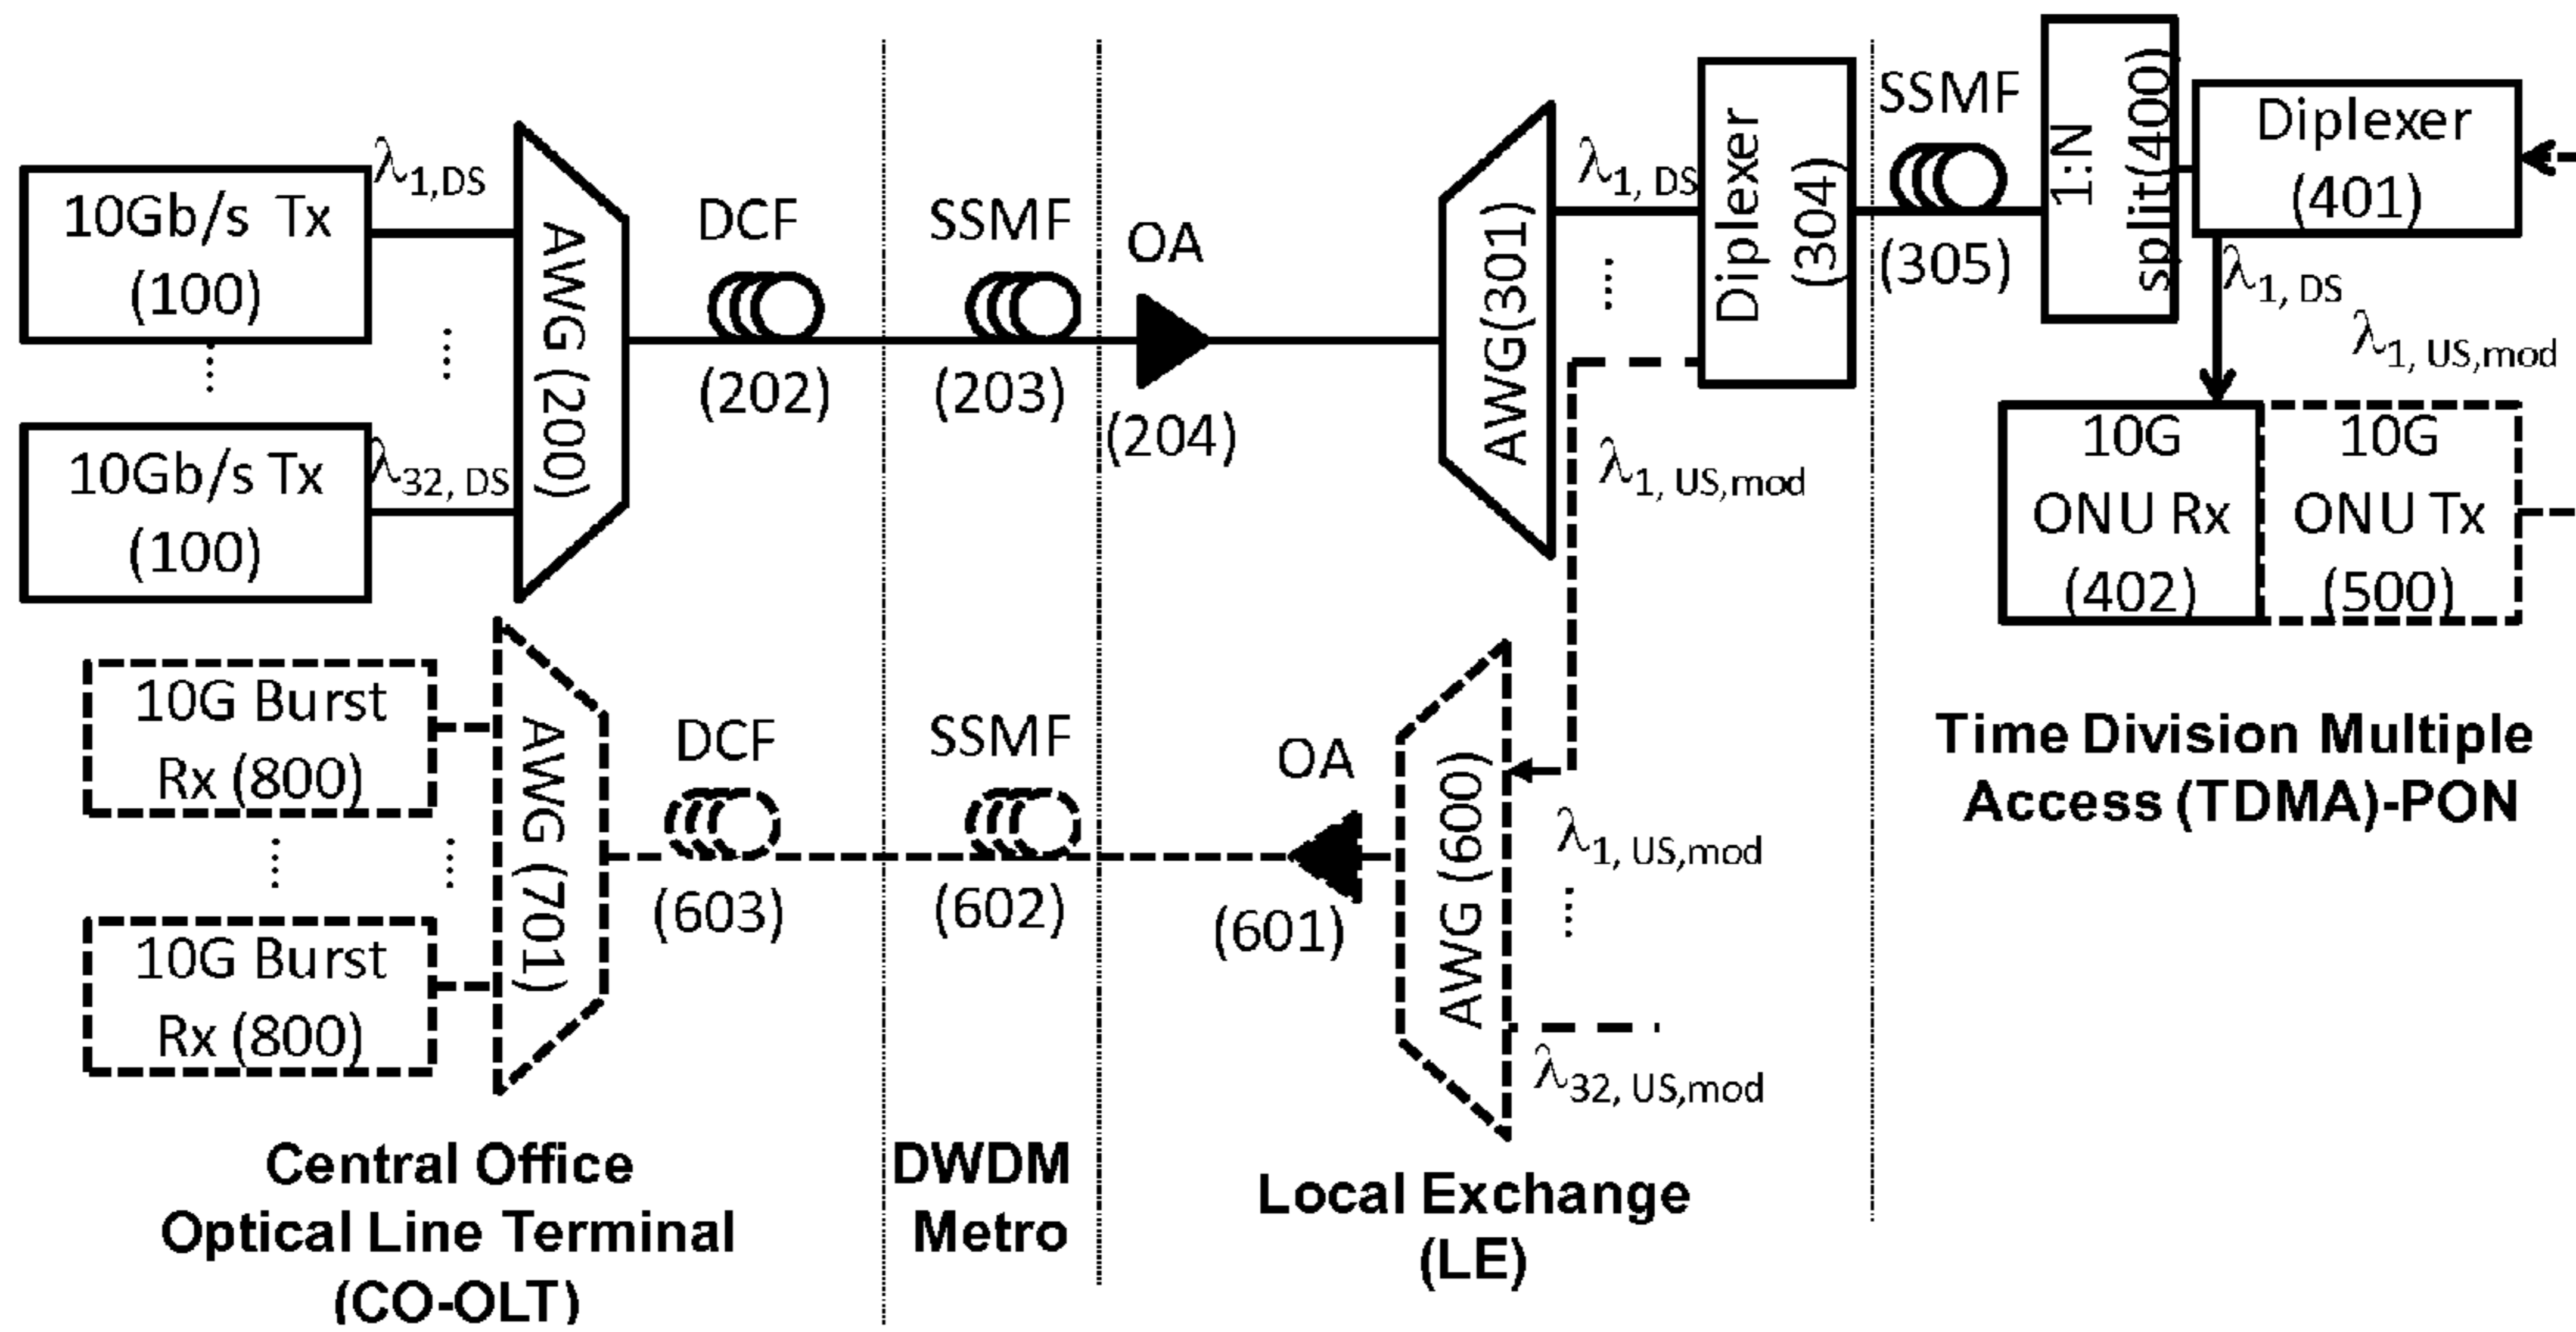 10Gb/s Tx
(100)
λ1,DS
10Gb/s Tx
(100)
λ32, DS
AWG (200)
DCF
(202)
SSMF
(203)
OA
(204)
AWG(301)
λ1, DS
λ1, US,mod
Diplexer
(304)
SSMF
(305)
1:N
split(400)
Diplexer
(401)
λ1, DS
λ1, US,mod
10G
ONU Rx
(402)
10G
ONU Tx
(500)
10G Burst
Rx (800)
10G Burst
Rx (800)
AWG (701)
DCF
(603)
SSMF
(602)
OA
(601)
AWG (600)
λ1, US,mod
λ32, US,mod
Time Division Multiple
Access (TDMA)-PON
Central Office
Optical Line Terminal
(CO-OLT)
DWDM
Metro
Local Exchange
(LE)